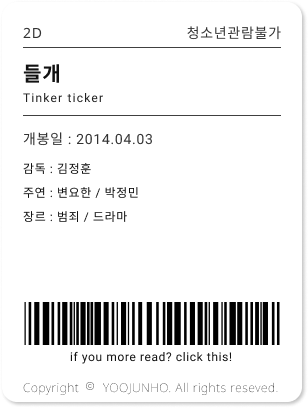 2D 청소년관람불가
들개
Tinker ticker
개봉일 : 2014.04.03
감독 : 김정훈
주연 : 변요한 / 박정민
장르 : 범죄 / 드라마
if you more read? click this!
Copyright © YOOJUNHO. All rights reserved.